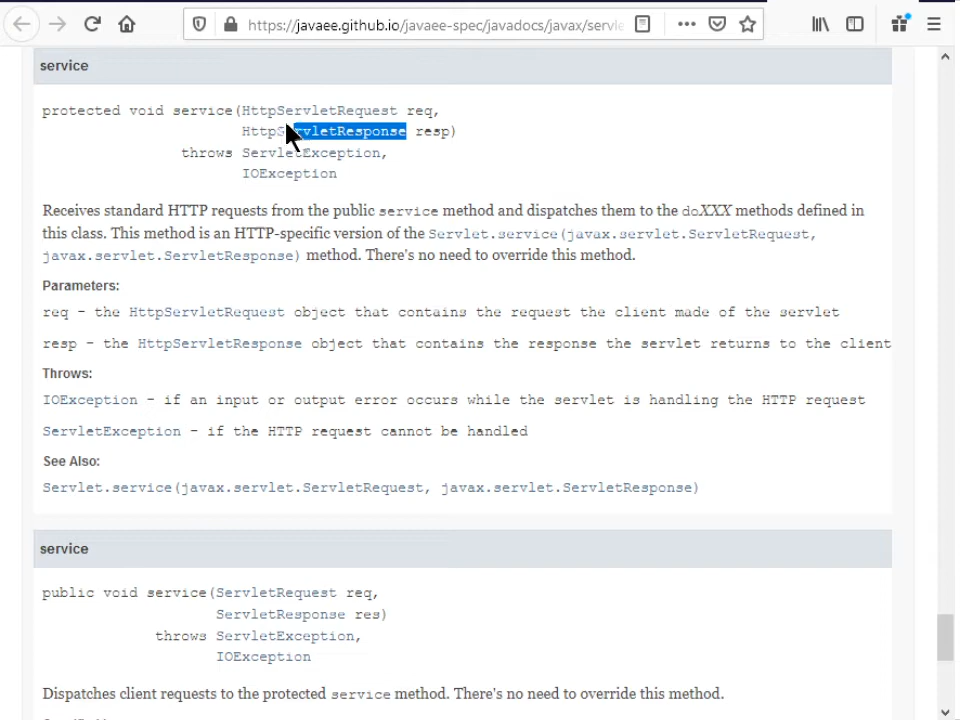 https://javaee.github.io/javaee-spec/javadocs/javax/servle
service
protected void service(HttpServletRequest req,
HttpServletResponse resp)
throws ServletException,
IOException
Receives standard HTTP requests from the public service method and dispatches them to the doXXX methods defined in
this class. This method is an HTTP-specific version of the Servlet.service(javax.servlet.ServletRequest,
javax.servlet.ServletResponse) method. There's no need to override this method.
Parameters:
req - the HttpServletRequest object that contains the request the client made of the servlet
resp - the HttpServletResponse object that contains the response the servlet returns to the client
Throws:
IOException - if an input or output error occurs while the servlet is handling the HTTP request
ServletException - if the HTTP request cannot be handled
See Also:
Servlet.service(javax.servlet.ServletRequest, javax.servlet.ServletResponse)
service
public void service(ServletRequest req,
ServletResponse res)
throws ServletException,
IOException
Dispatches client requests to the protected service method. There's no need to override this method.